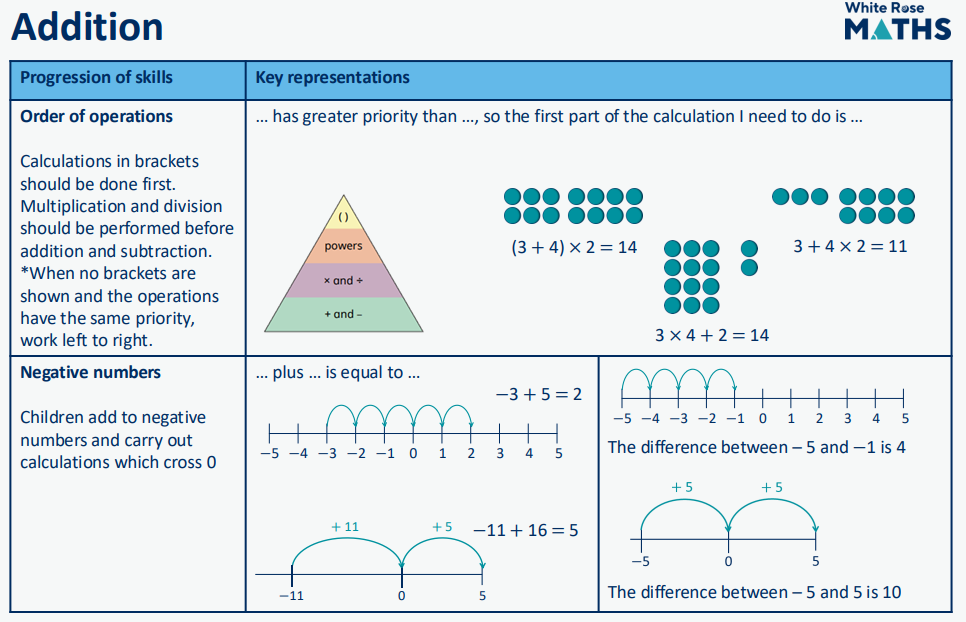 Addition
White Rose
MATHS
Progression of skills
Key representations
Order of operations
Calculations in brackets
should be done first.
Multiplication and division
should be performed before
addition and subtraction.
*When no brackets are
shown and the operations
have the same priority,
work left to right.
... has greater priority than ..., so the first part of the calculation I need to do is ...
( )
powers
× and ÷
+ and −
(3 + 4) × 2 = 14
3 × 4 + 2 = 14
3 + 4 × 2 = 11
Negative numbers
Children add to negative
numbers and carry out
calculations which cross 0
... plus ... is equal to ...
−3 + 5 = 2
−5 −4 −3 −2 −1 0 1 2 3 4 5
+ 11 + 5
−11 + 16 = 5
−11 0 5
−5 −4 −3 −2 −1 0 1 2 3 4 5
The difference between − 5 and −1 is 4
+ 5 + 5
−5 0 5
The difference between − 5 and 5 is 10